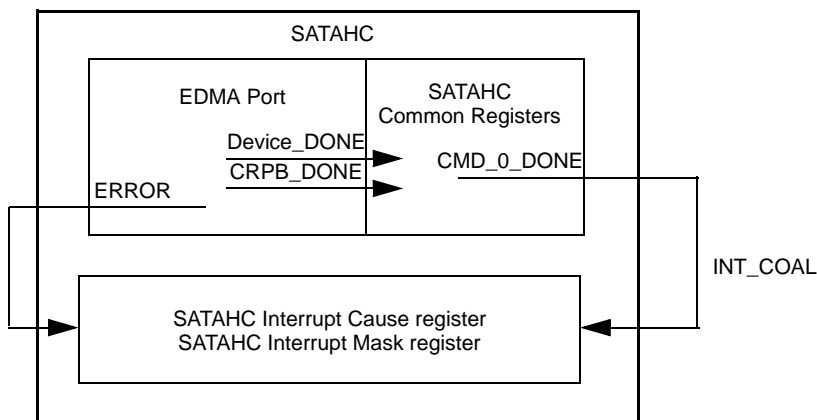 SATAHC
EDMA Port
SATAHC
Common Registers
Device_DONE
CRPB_DONE
CMD_0_DONE
ERROR
INT_COAL
SATAHC Interrupt Cause register
SATAHC Interrupt Mask register